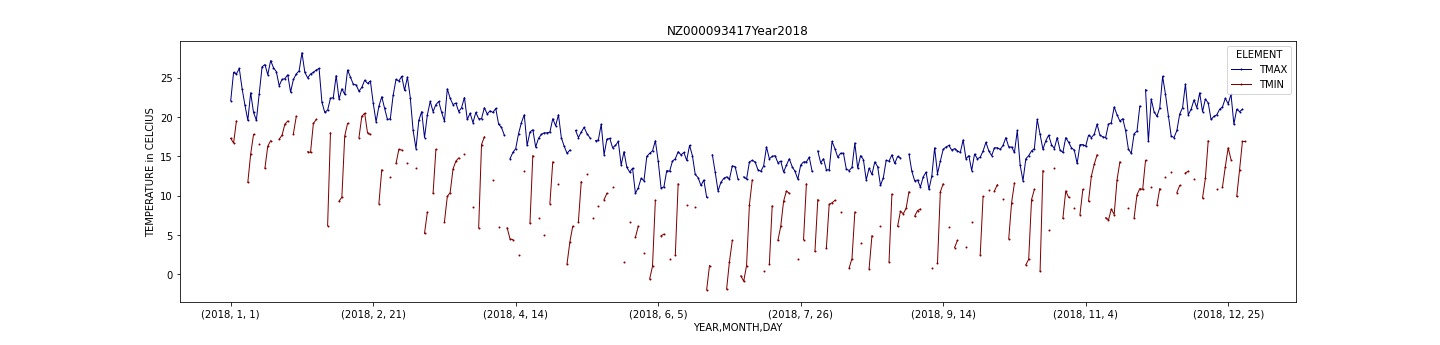 NZ000093417Year2018
ELEMENT
TMAX
TMIN
TEMPERATURE in CELCIUS
25
20
15
10
5
0
(2018, 1, 1)
(2018, 2, 21)
(2018, 4, 14)
(2018, 6, 5)
(2018, 7, 26)
(2018, 9, 14)
(2018, 11, 4)
(2018, 12, 25)
YEAR,MONTH,DAY